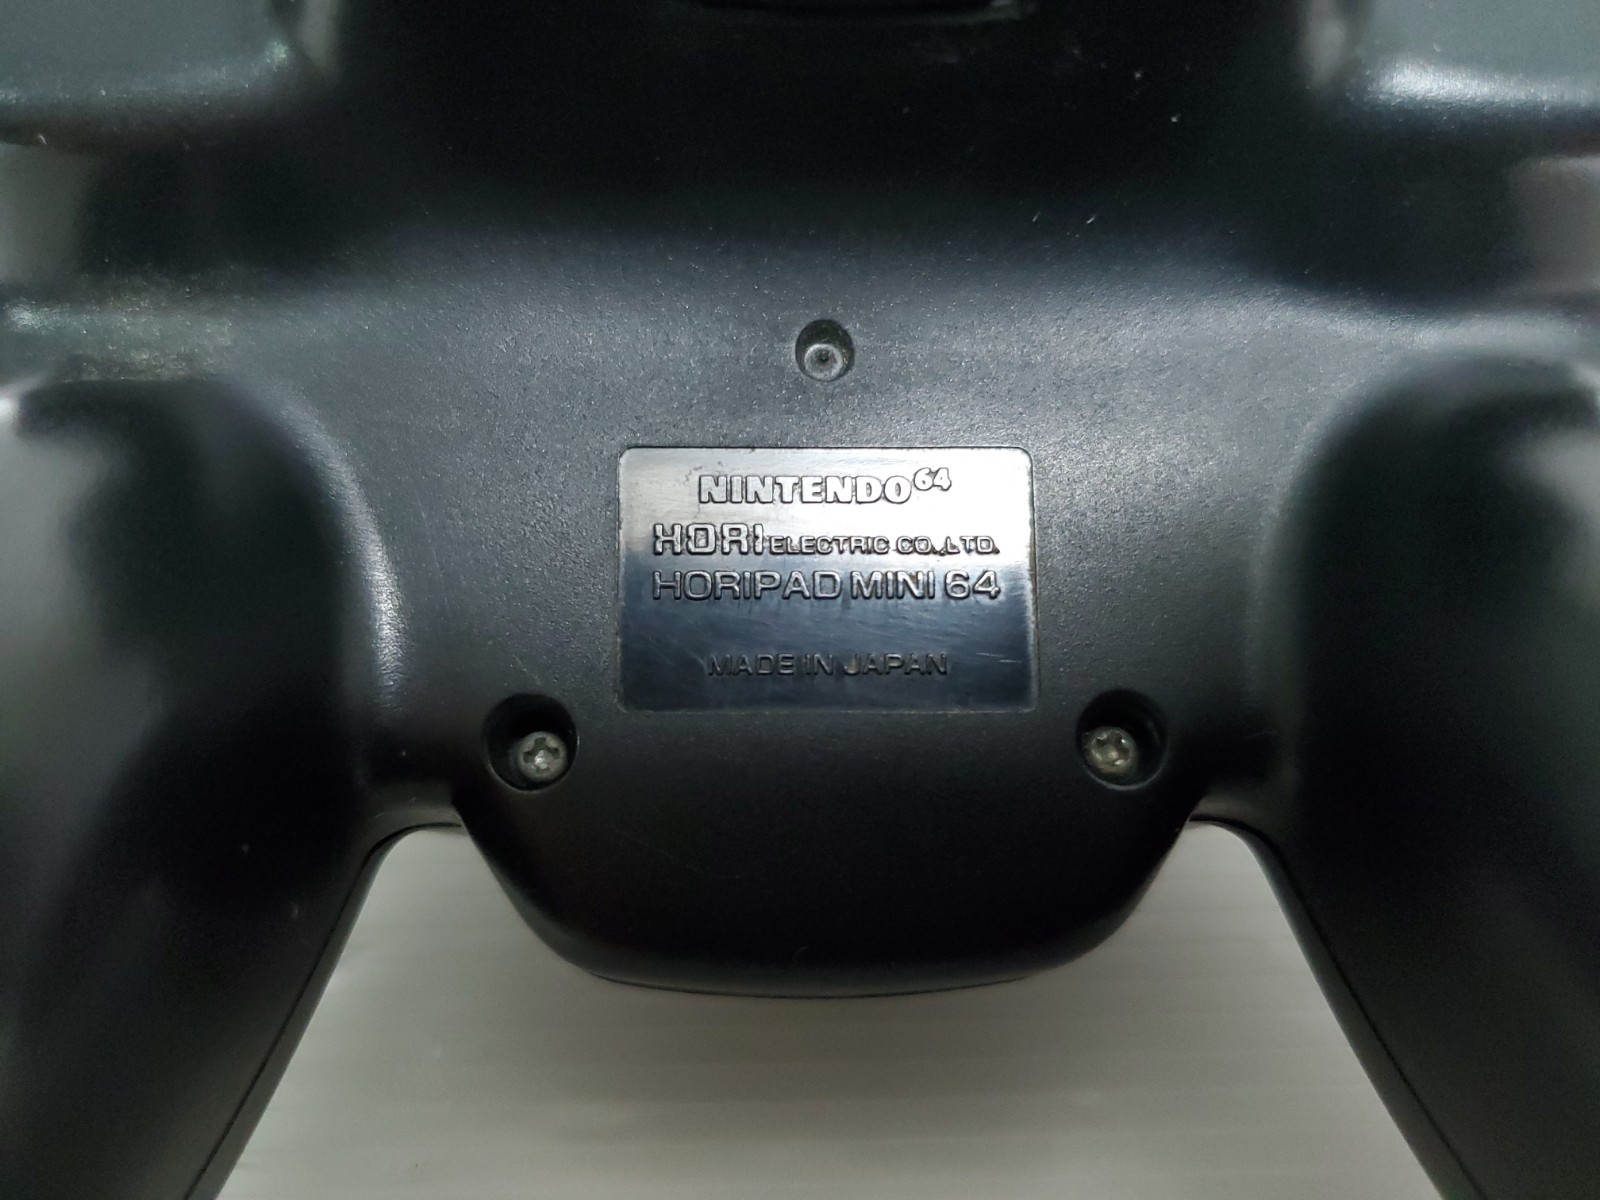 NINTENDO64
HORI ELECTRIC CO.,LTD.
HORIPAD MINI 64
MADE IN JAPAN